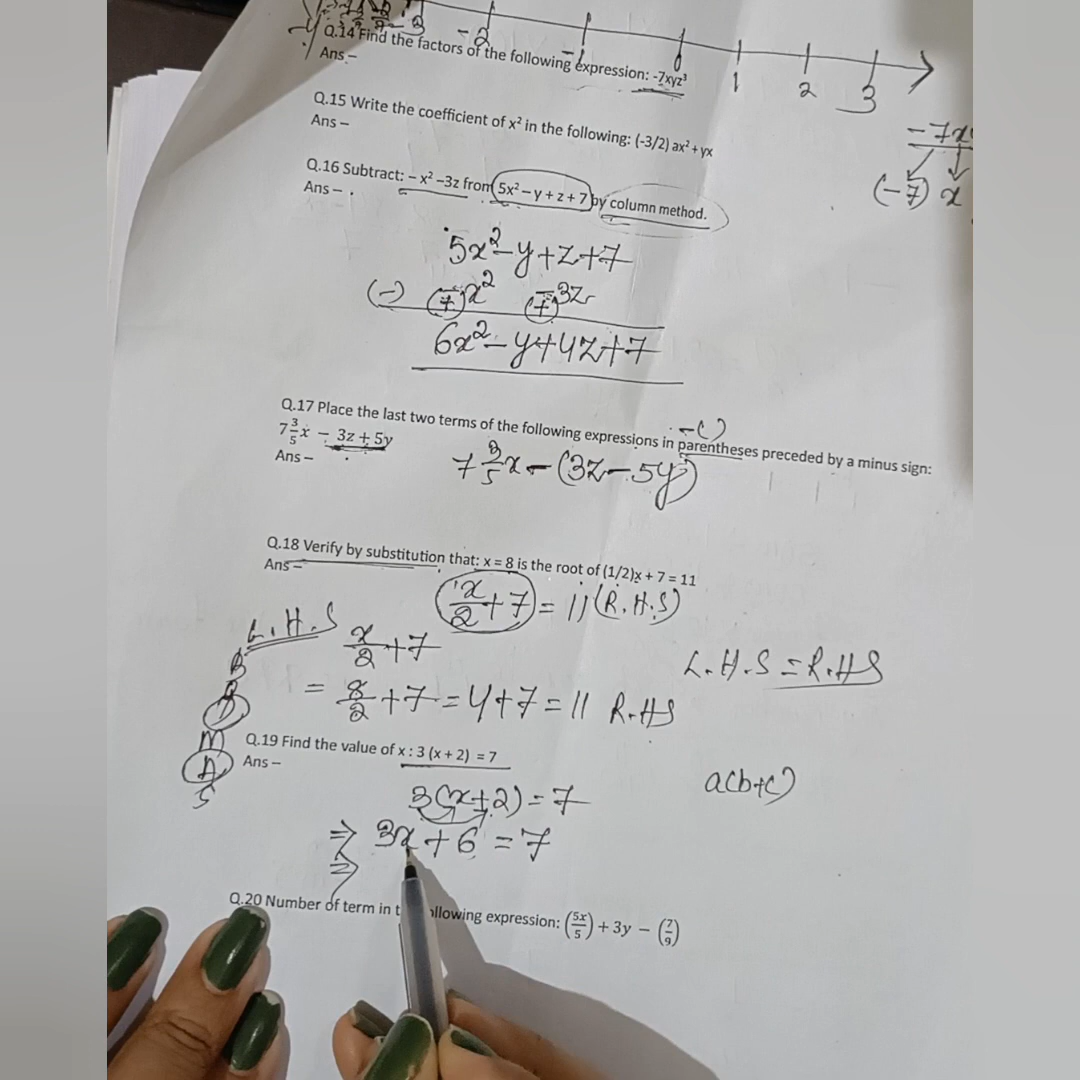 -2 -1 0 1 2 3
Q.14 Find the factors of the following expression: -7xyz³
Ans –
Q.15 Write the coefficient of x² in the following: (-3/2) ax² + yx
Ans –
-7x
(-7) x
Q.16 Subtract: – x² –3z from 5x² – y + z + 7 by column method.
Ans – .
5x² - y + z + 7
(-) (+) - x² (+) - 3z
6x² - y + 4z + 7
Q.17 Place the last two terms of the following expressions in parentheses preceded by a minus sign:
-( )
7 3/5 x – 3z + 5y
Ans –
7 3/5 x - (3z - 5y)
Q.18 Verify by substitution that: x = 8 is the root of (1/2)x + 7 = 11
Ans –
x/2 + 7 = 11 (R.H.S)
L.H.S x/2 + 7
L.H.S = R.HS
= 8/2 + 7 = 4 + 7 = 11 R.HS
B
D
M
A
S
Q.19 Find the value of x : 3 (x + 2) = 7
Ans –
a(b+c)
3(x+2) = 7
⇒ 3x + 6 = 7
⇒
Q.20 Number of term in t llowing expression: (5x/5) + 3y – (7/9)